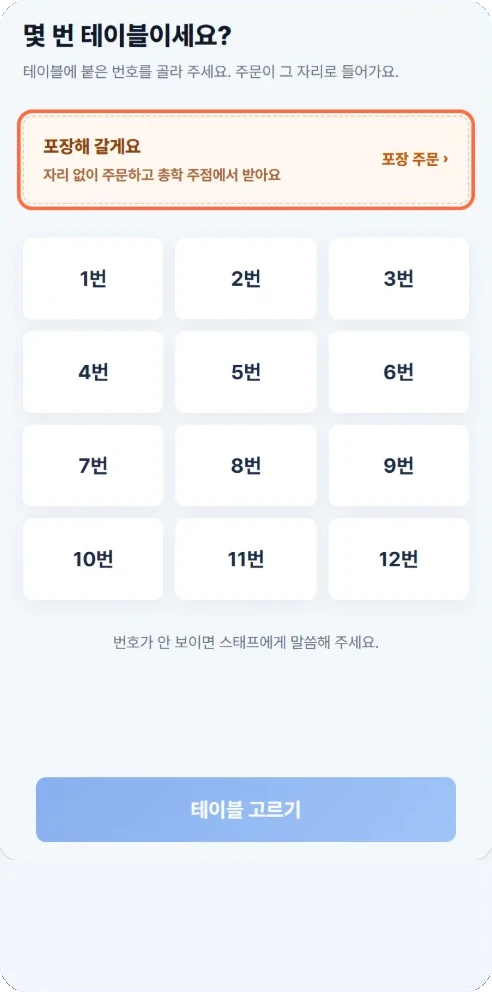 몇 번 테이블이세요?
테이블에 붙은 번호를 골라 주세요. 주문이 그 자리로 들어가요.
포장해 갈게요
자리 없이 주문하고 총학 주점에서 받아요
포장 주문 ›
1번 2번 3번
4번 5번 6번
7번 8번 9번
10번 11번 12번
번호가 안 보이면 스태프에게 말씀해 주세요.
테이블 고르기